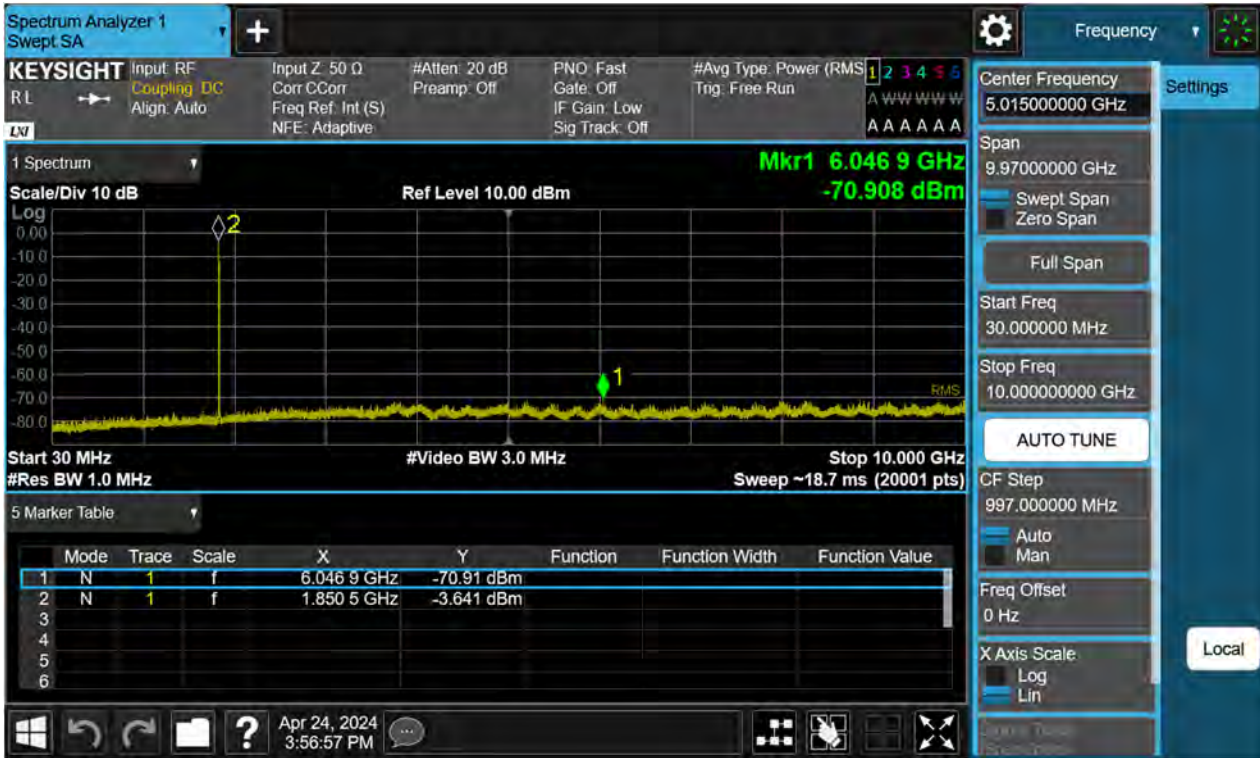 Spectrum Analyzer 1
Swept SA
+
Frequency
KEYSIGHT
RL
LXI
Input: RF
Coupling: DC
Align: Auto
Input Z: 50 Ω
Corr CCorr
Freq Ref: Int (S)
NFE: Adaptive
#Atten: 20 dB
Preamp: Off
PNO: Fast
Gate: Off
IF Gain: Low
Sig Track: Off
#Avg Type: Power (RMS
Trig: Free Run
1 2 3 4 5 6
A W W W W W
A A A A A A
1 Spectrum
Mkr1 6.046 9 GHz
Scale/Div 10 dB
Ref Level 10.00 dBm
-70.908 dBm
Log
0.00
-10.0
-20.0
-30.0
-40.0
-50.0
-60.0
-70.0
-80.0
2
1
RMS
Start 30 MHz
#Video BW 3.0 MHz
Stop 10.000 GHz
#Res BW 1.0 MHz
Sweep ~18.7 ms (20001 pts)
5 Marker Table
Mode Trace Scale X Y Function Function Width Function Value
1 N 1 f 6.046 9 GHz -70.91 dBm
2 N 1 f 1.850 5 GHz -3.641 dBm
3
4
5
6
?
Apr 24, 2024
3:56:57 PM
Center Frequency
5.015000000 GHz
Settings
Span
9.97000000 GHz
Swept Span
Zero Span
Full Span
Start Freq
30.000000 MHz
Stop Freq
10.000000000 GHz
AUTO TUNE
CF Step
997.000000 MHz
Auto
Man
Freq Offset
0 Hz
X Axis Scale
Log
Lin
Local